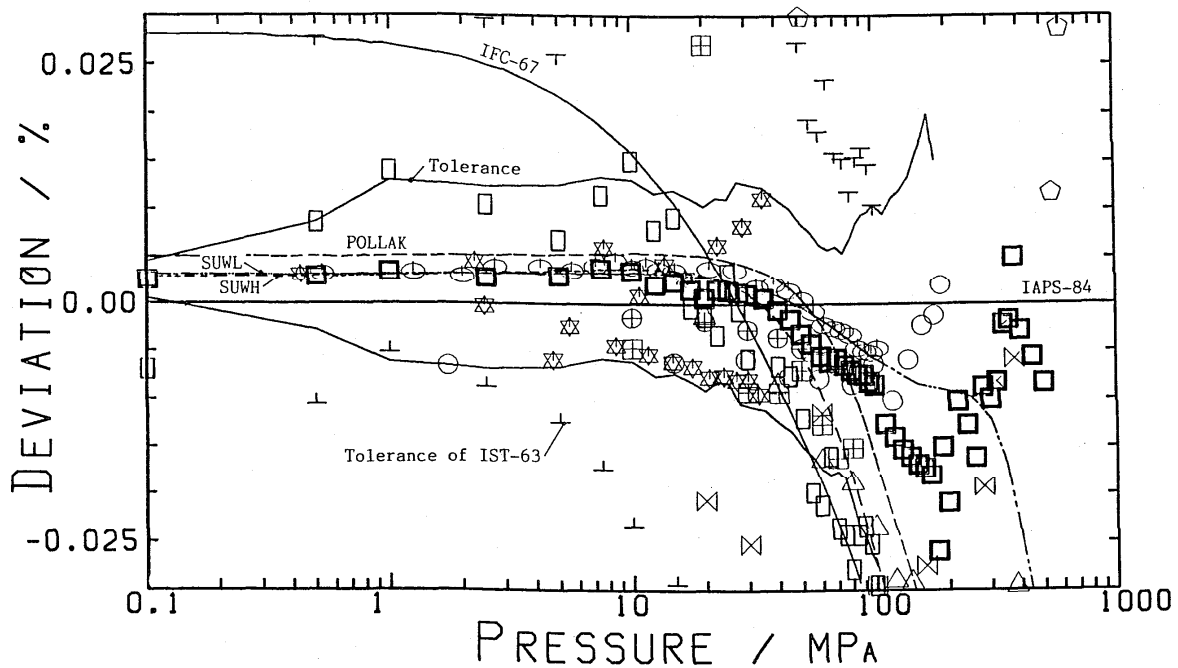 0.025
IFC-67
Tolerance
POLLAK
SUWL
SUWH
0.00
IAPS-84
DEVIATION / %
Tolerance of IST-63
-0.025
0.1 1 10 100 1000
PRESSURE / MPA